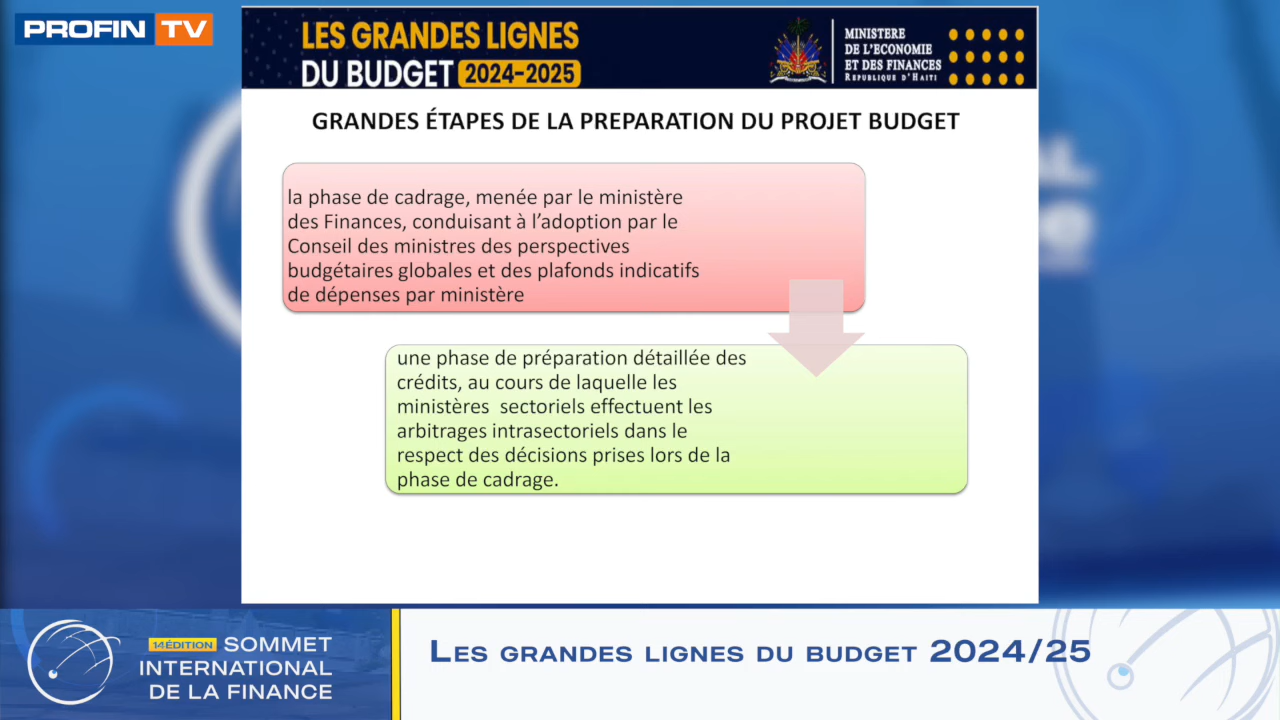 PROFIN TV
LES GRANDES LIGNES
DU BUDGET 2024-2025
MINISTERE
DE L'ECONOMIE
ET DES FINANCES
REPUBLIQUE D'HAITI
GRANDES ÉTAPES DE LA PREPARATION DU PROJET BUDGET
la phase de cadrage, menée par le ministère
des Finances, conduisant à l’adoption par le
Conseil des ministres des perspectives
budgétaires globales et des plafonds indicatifs
de dépenses par ministère
une phase de préparation détaillée des
crédits, au cours de laquelle les
ministères  sectoriels effectuent les
arbitrages intrasectoriels dans le
respect des décisions prises lors de la
phase de cadrage.
14 ÉDITION SOMMET
INTERNATIONAL
DE LA FINANCE
LES GRANDES LIGNES DU BUDGET 2024/25